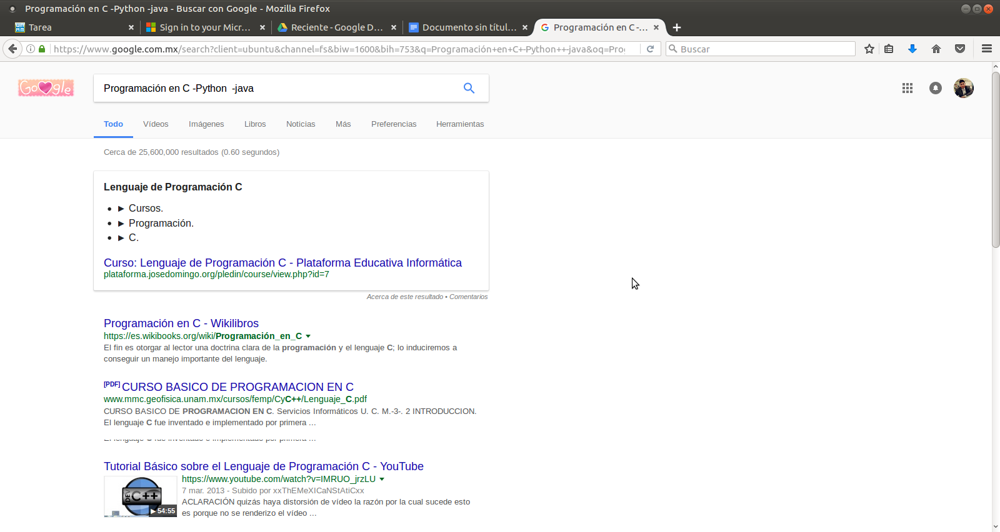 Programación en C -Python -java - Buscar con Google - Mozilla Firefox
Tarea
Sign in to your Micr...
Reciente - Google D...
Documento sin títul...
Programación en C -...
https://www.google.com.mx/search?client=ubuntu&channel=fs&biw=1600&bih=753&q=Programación+en+C+-Python++-java&oq=Pro
Buscar
Google
Programación en C -Python  -java
Todo
Vídeos
Imágenes
Libros
Noticias
Más
Preferencias
Herramientas
Cerca de 25,600,000 resultados (0.60 segundos)
Lenguaje de Programación C
• ► Cursos.
• ► Programación.
• ► C.
Curso: Lenguaje de Programación C - Plataforma Educativa Informática
plataforma.josedomingo.org/pledin/course/view.php?id=7
Acerca de este resultado • Comentarios
Programación en C - Wikilibros
https://es.wikibooks.org/wiki/Programación_en_C
El fin es otorgar al lector una doctrina clara de la programación y el lenguaje C; lo induciremos a
conseguir un manejo importante del lenguaje.
[PDF] CURSO BASICO DE PROGRAMACION EN C
www.mmc.geofisica.unam.mx/cursos/femp/CyC++/Lenguaje_C.pdf
CURSO BASICO DE PROGRAMACION EN C. Servicios Informáticos U. C. M.-3-. 2 INTRODUCCION.
El lenguaje C fue inventado e implementado por primera ...
El lenguaje C fue inventado e implementado por primera ...
Tutorial Básico sobre el Lenguaje de Programación C - YouTube
https://www.youtube.com/watch?v=IMRUO_jrzLU
7 mar. 2013 - Subido por xxThEMeXICaNStAtiCxx
ACLARACIÓN quizás haya distorsión de vídeo la razón por la cual sucede esto
es porque no se renderizo el vídeo ...
DEV C++
► 54:55